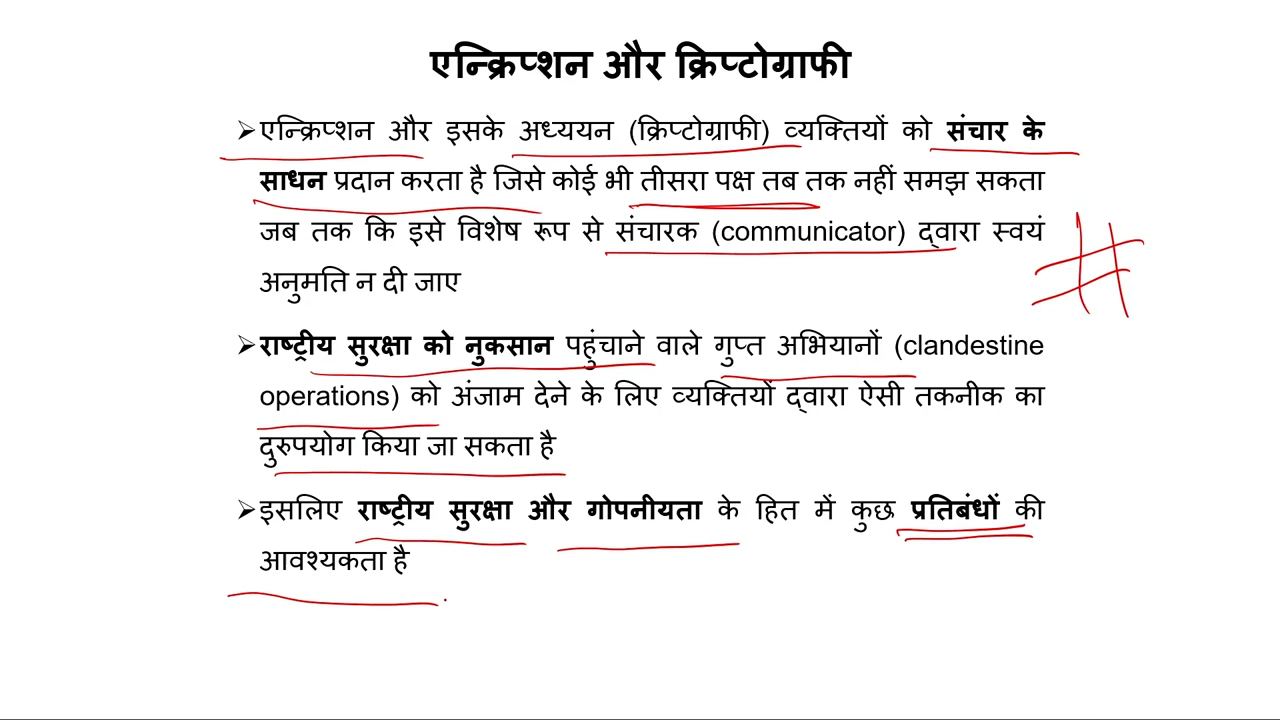 एन्क्रिप्शन और क्रिप्टोग्राफी
➢एन्क्रिप्शन और इसके अध्ययन (क्रिप्टोग्राफी) व्यक्तियों को संचार के
साधन प्रदान करता है जिसे कोई भी तीसरा पक्ष तब तक नहीं समझ सकता
जब तक कि इसे विशेष रूप से संचारक (communicator) द्वारा स्वयं
अनुमति न दी जाए
➢राष्ट्रीय सुरक्षा को नुकसान पहुंचाने वाले गुप्त अभियानों (clandestine
operations) को अंजाम देने के लिए व्यक्तियों द्वारा ऐसी तकनीक का
दुरुपयोग किया जा सकता है
➢इसलिए राष्ट्रीय सुरक्षा और गोपनीयता के हित में कुछ प्रतिबंधों की
आवश्यकता है
#